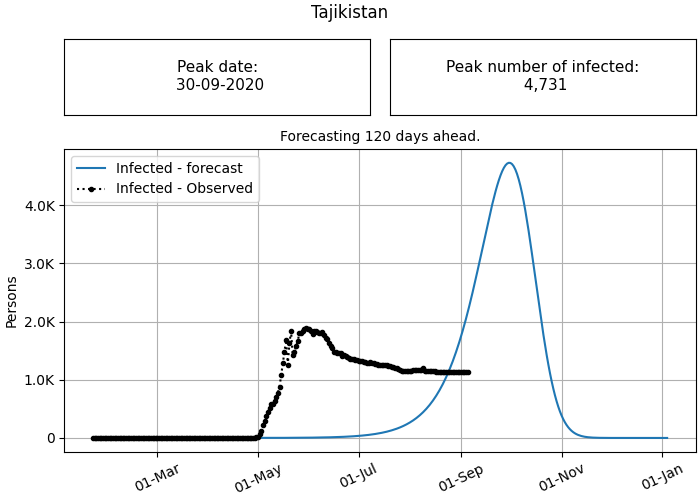 Tajikistan
Peak date:
30-09-2020
Peak number of infected:
4,731
Forecasting 120 days ahead.
Infected - forecast
Infected - Observed
Persons
4.0K
3.0K
2.0K
1.0K
0
01-Mar
01-May
01-Jul
01-Sep
01-Nov
01-Jan